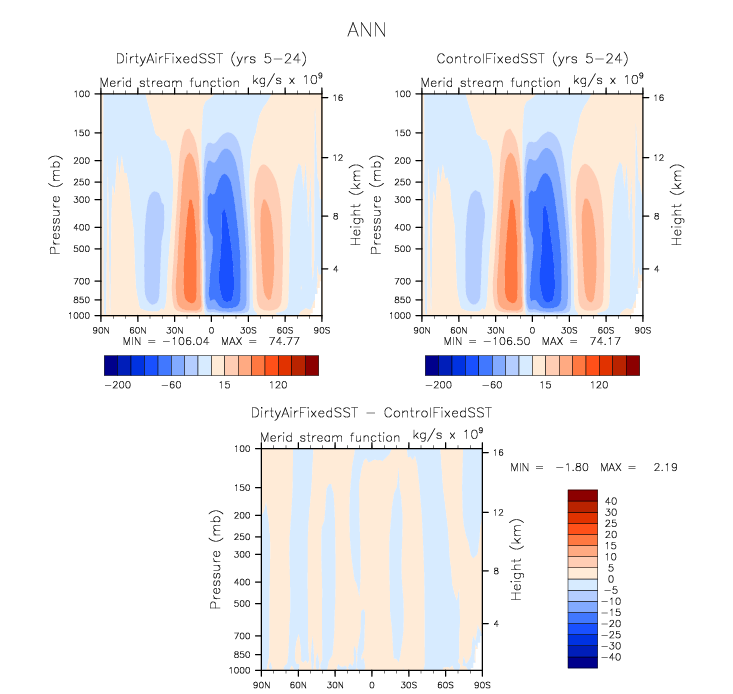 ANN
DirtyAirFixedSST (yrs 5-24)
Merid stream function kg/s x 10⁹
100
150
200
250
300
400
500
700
850
1000
Pressure (mb)
16
12
8
4
Height (km)
90N 60N 30N 0 30S 60S 90S
MIN = -106.04 MAX = 74.77
-200 -60 15 120
ControlFixedSST (yrs 5-24)
Merid stream function kg/s x 10⁹
100
150
200
250
300
400
500
700
850
1000
Pressure (mb)
16
12
8
4
Height (km)
90N 60N 30N 0 30S 60S 90S
MIN = -106.50 MAX = 74.17
-200 -60 15 120
DirtyAirFixedSST - ControlFixedSST
Merid stream function kg/s x 10⁹
100
150
200
250
300
400
500
700
850
1000
Pressure (mb)
16
12
8
4
Height (km)
90N 60N 30N 0 30S 60S 90S
MIN = -1.80 MAX = 2.19
40
30
25
20
15
10
5
0
-5
-10
-15
-20
-25
-30
-40